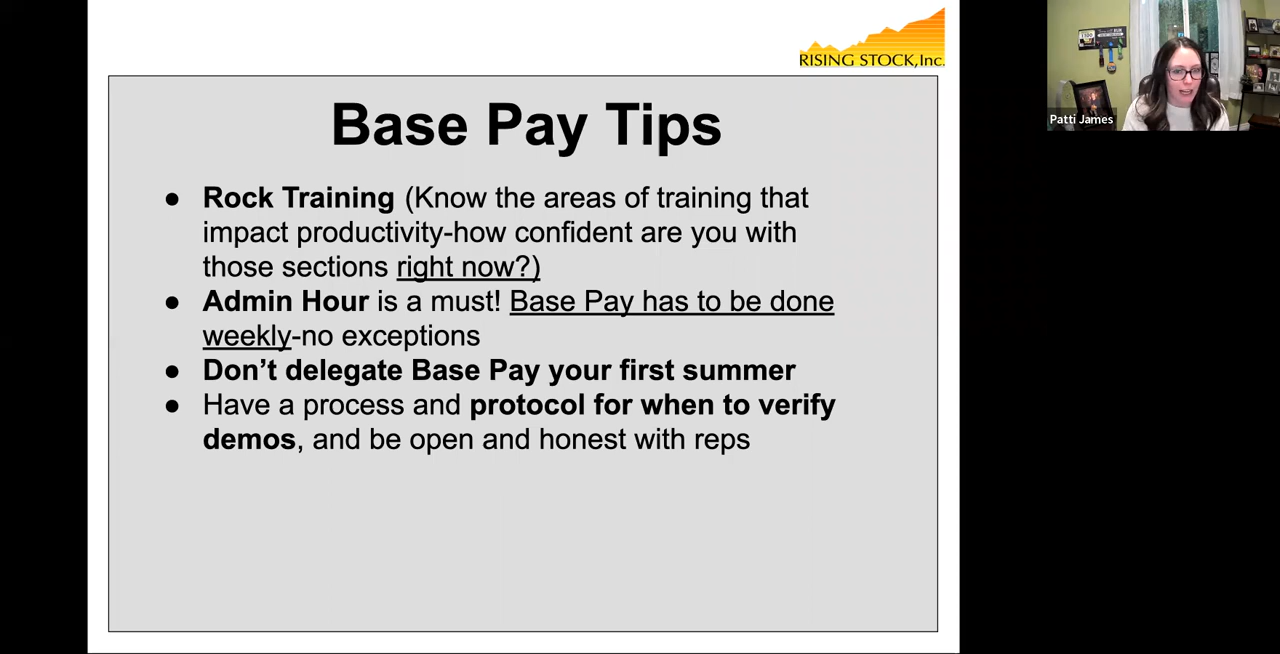 RISING STOCK, Inc.
Patti James
Base Pay Tips
● Rock Training (Know the areas of training that
impact productivity-how confident are you with
those sections right now?)
● Admin Hour is a must! Base Pay has to be done
weekly-no exceptions
● Don’t delegate Base Pay your first summer
● Have a process and protocol for when to verify
demos, and be open and honest with reps